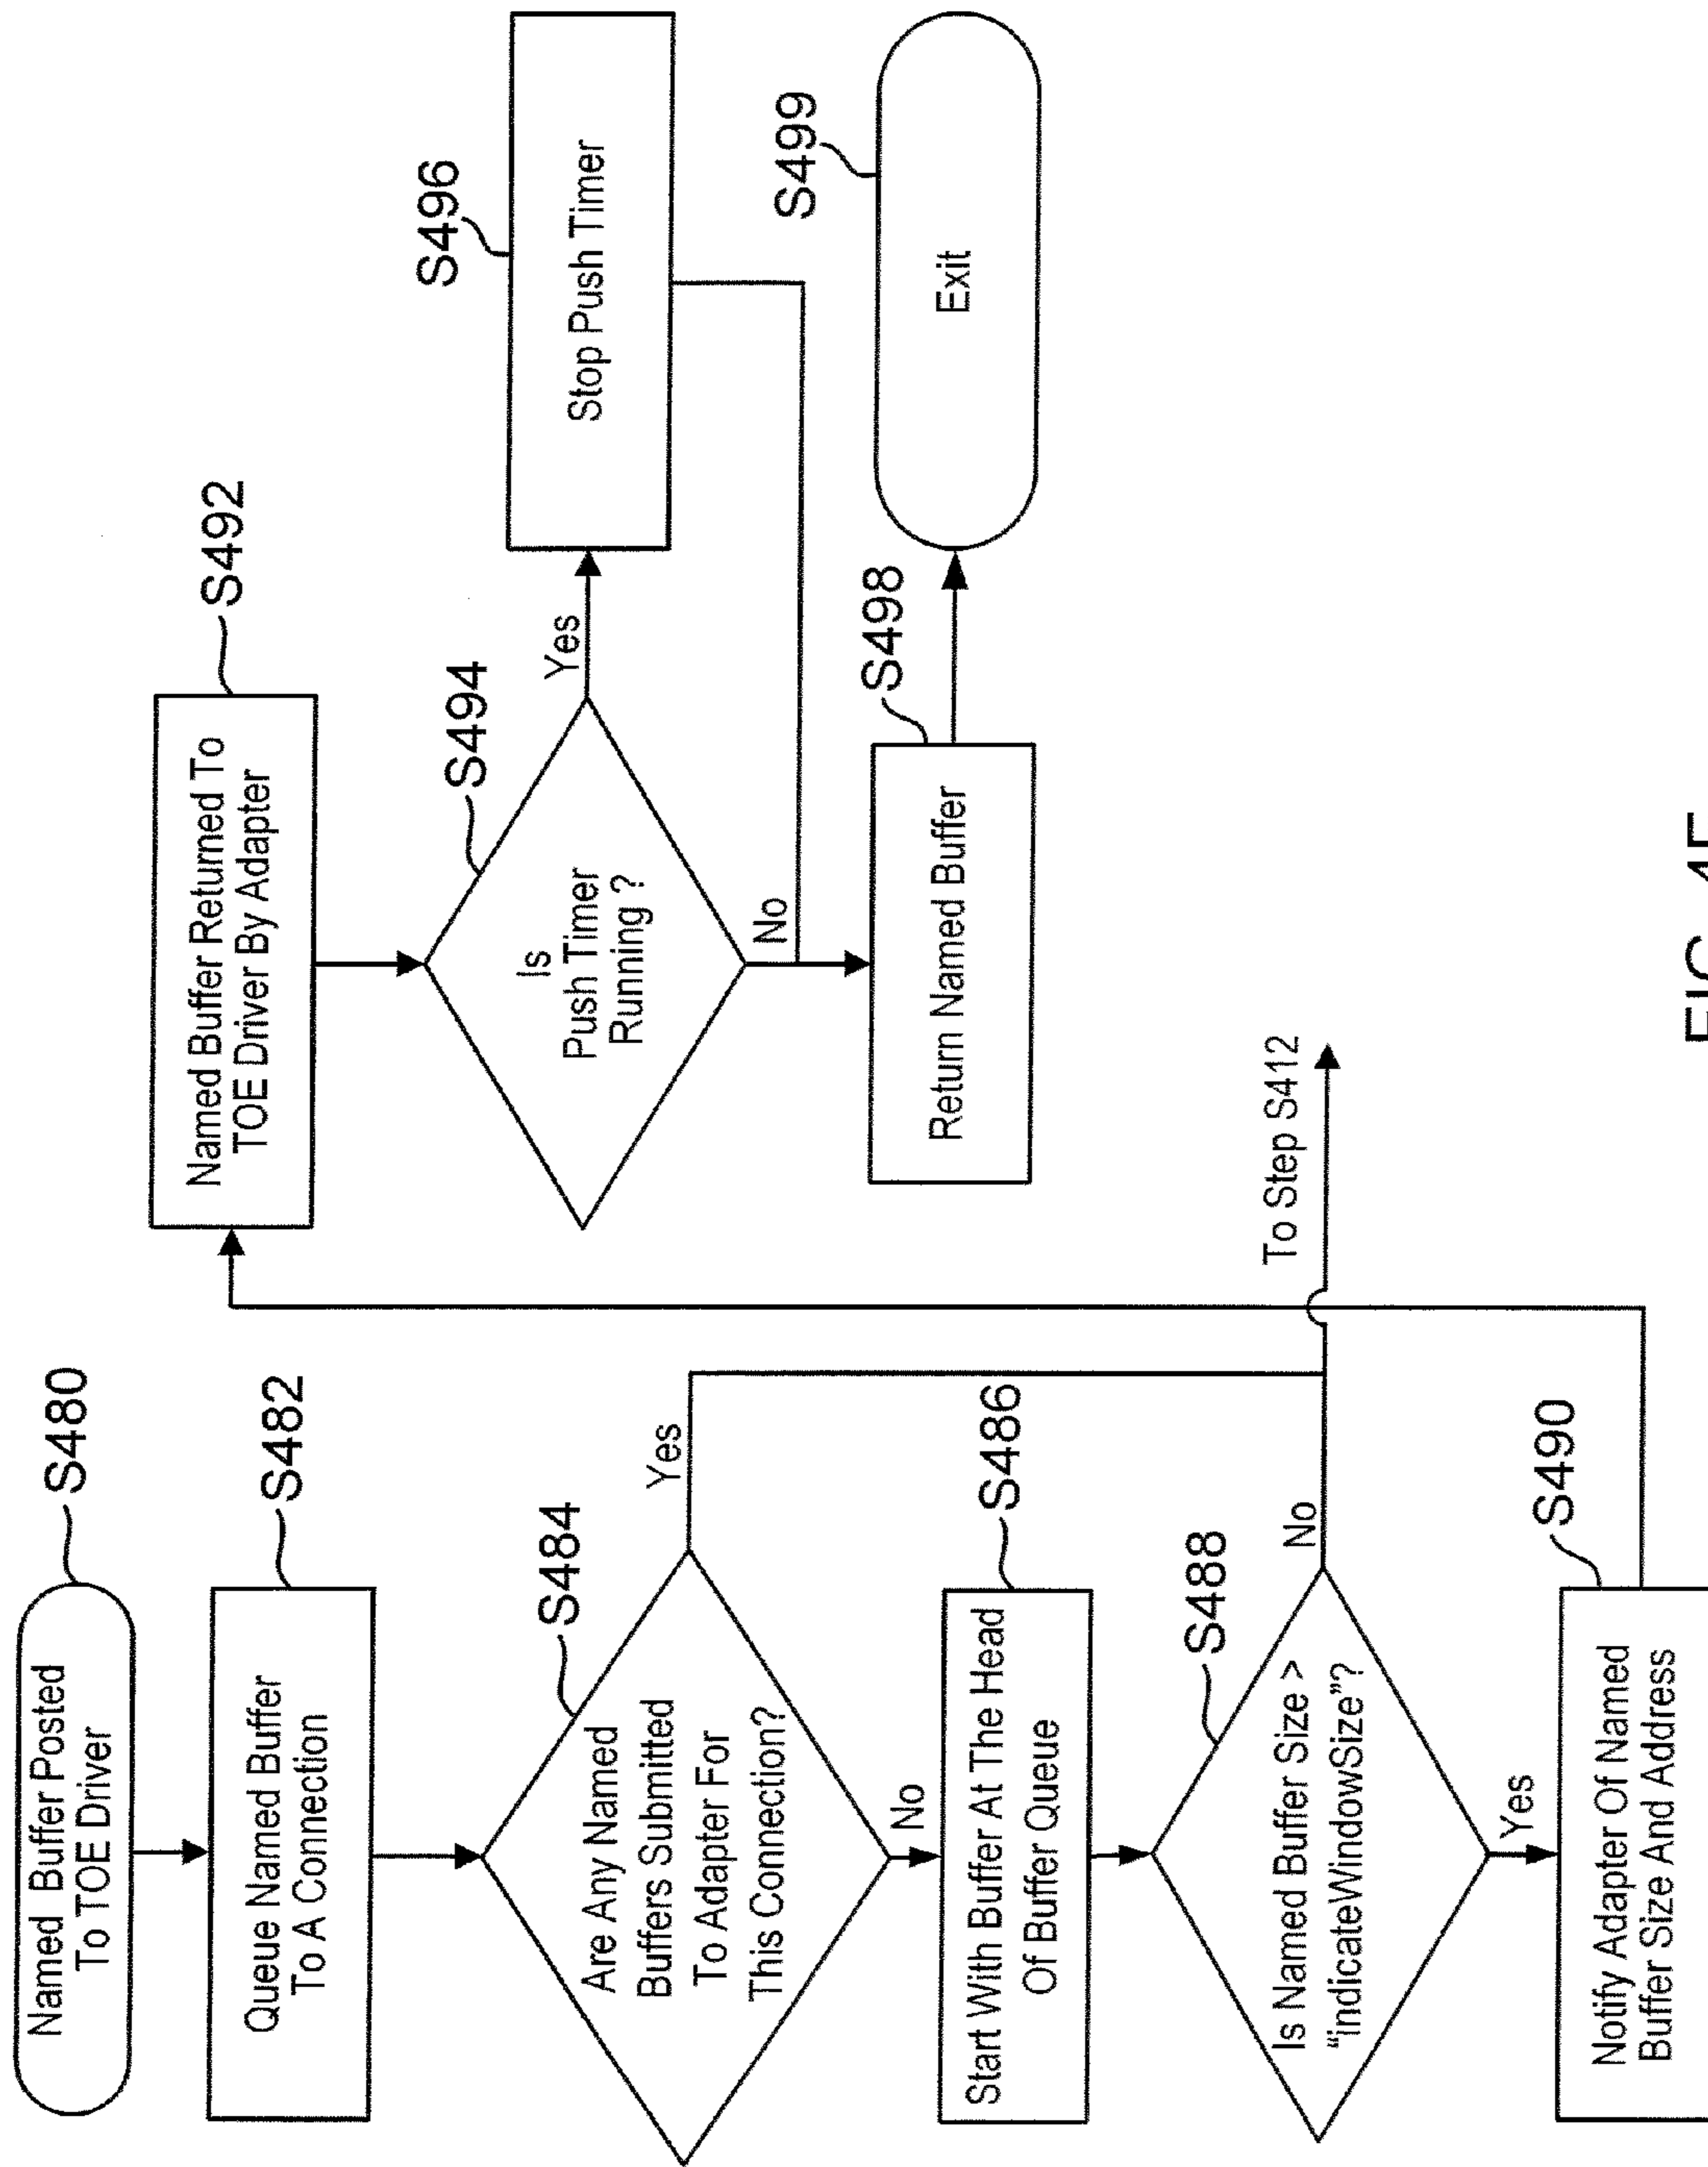 Named Buffer Posted
To TOE Driver
S480
Queue Named Buffer
To A Connection
S482
Are Any Named
Buffers Submitted
To Adapter For
This Connection?
S484
Yes
No
Start With Buffer At The Head
Of Buffer Queue
S486
Is Named Buffer Size >
“indicateWindowSize”?
S488
No
To Step S412
Yes
Notify Adapter Of Named
Buffer Size And Address
S490
Named Buffer Returned To
TOE Driver By Adapter
S492
Is
Push Timer
Running ?
S494
Yes
Stop Push Timer
S496
No
Return Named Buffer
S498
Exit
S499